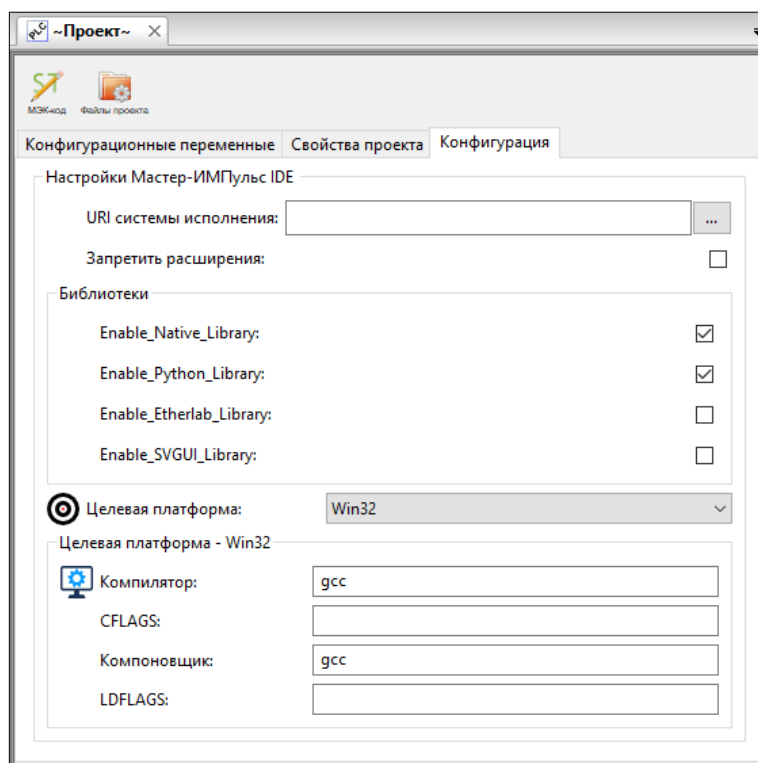 ~Проект~
МЭК-код Файлы проекта
Конфигурационные переменные Свойства проекта Конфигурация
Настройки Мастер-ИМПульс IDE
URI системы исполнения: ...
Запретить расширения:
Библиотеки
Enable_Native_Library:
Enable_Python_Library:
Enable_Etherlab_Library:
Enable_SVGUI_Library:
Целевая платформа: Win32
Целевая платформа - Win32
Компилятор: gcc
CFLAGS:
Компоновщик: gcc
LDFLAGS: